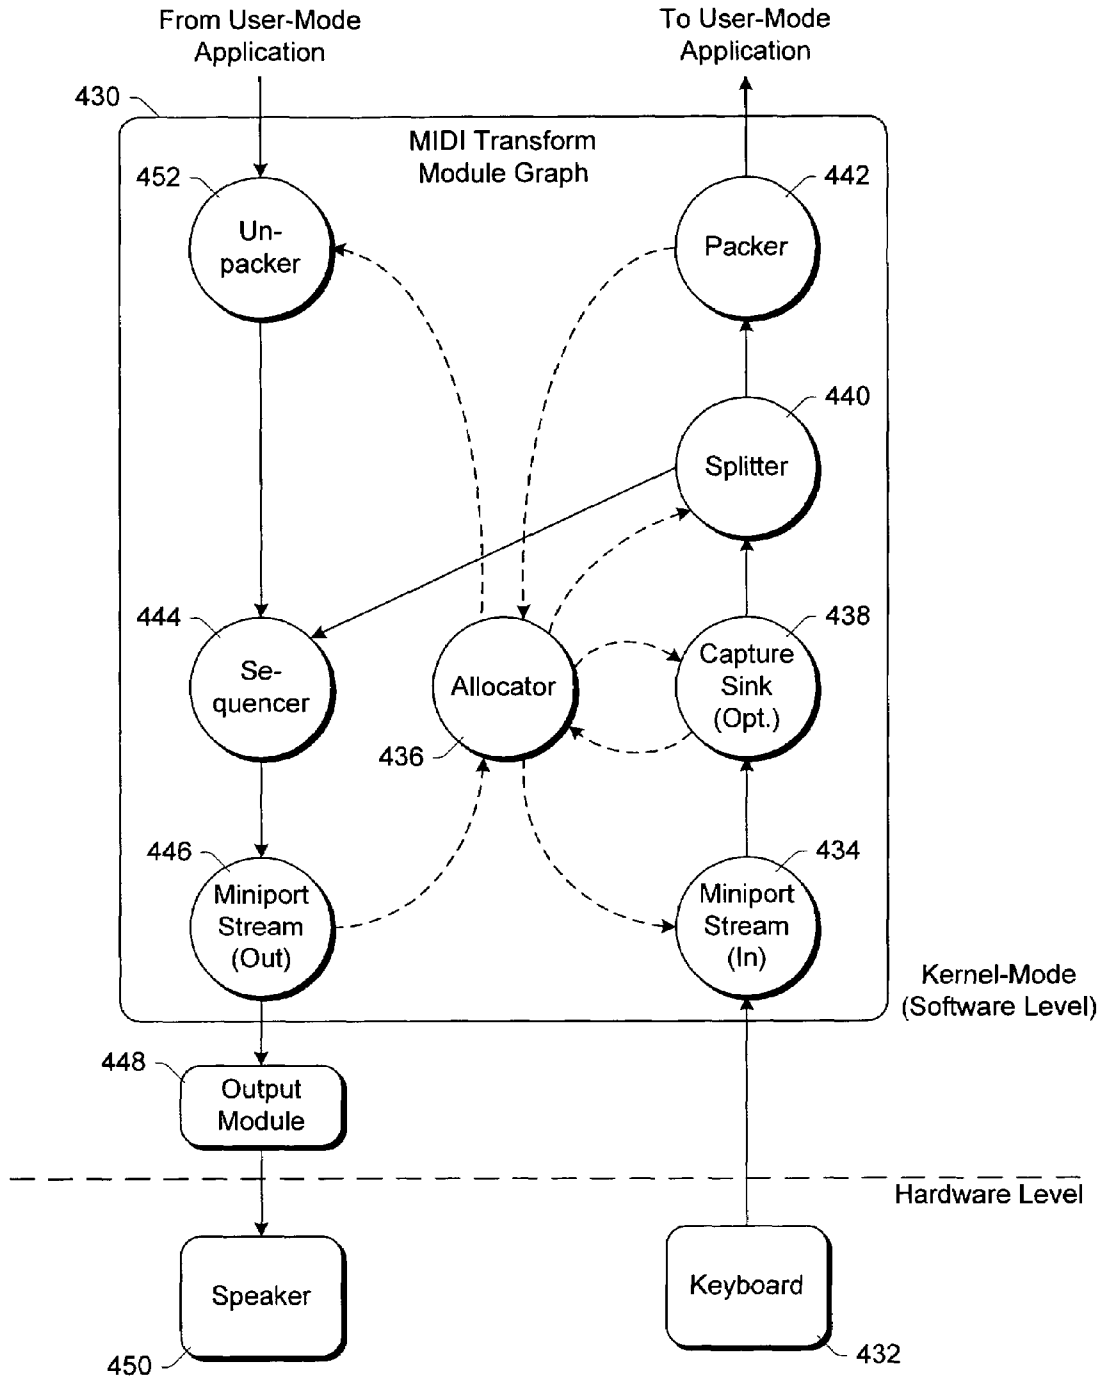 From User-Mode
Application
To User-Mode
Application
430
MIDI Transform
Module Graph
452
Un-
packer
442
Packer
440
Splitter
444
Se-
quencer
Allocator
436
438
Capture
Sink
(Opt.)
446
Miniport
Stream
(Out)
434
Miniport
Stream
(In)
Kernel-Mode
(Software Level)
448
Output
Module
Hardware Level
Speaker
450
Keyboard
432